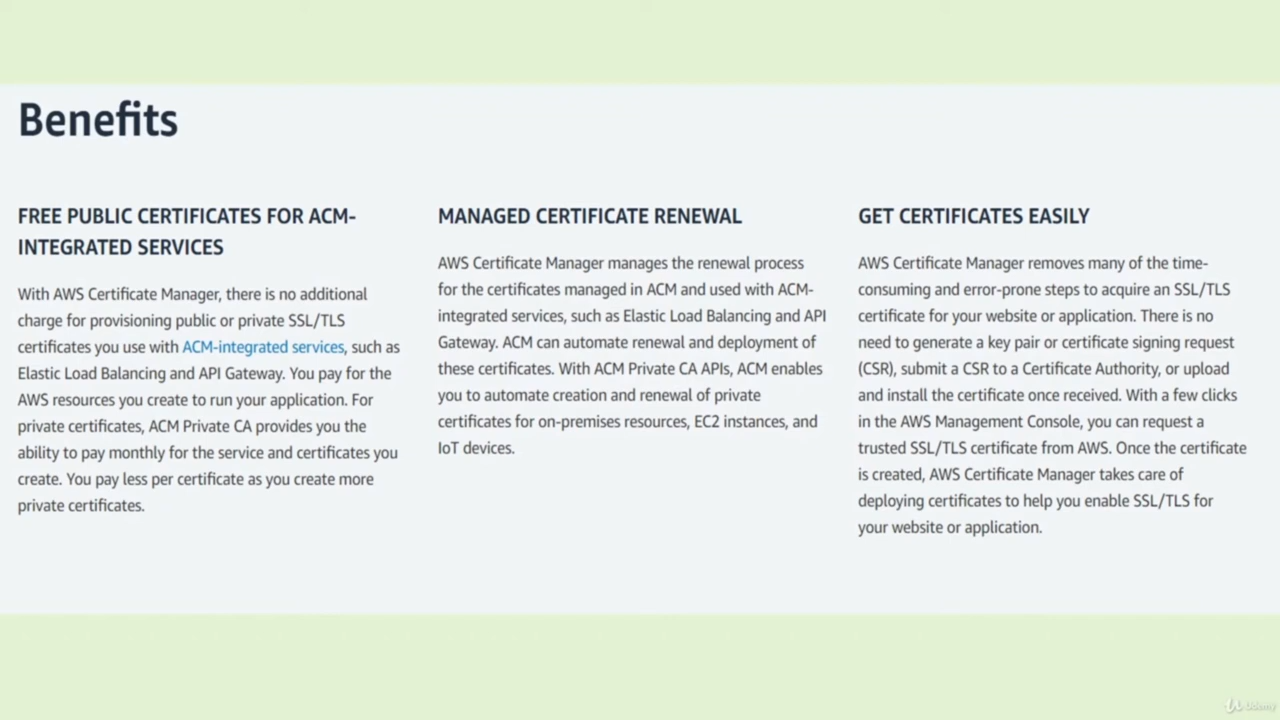 Benefits
FREE PUBLIC CERTIFICATES FOR ACM-
INTEGRATED SERVICES
With AWS Certificate Manager, there is no additional
charge for provisioning public or private SSL/TLS
certificates you use with ACM-integrated services, such as
Elastic Load Balancing and API Gateway. You pay for the
AWS resources you create to run your application. For
private certificates, ACM Private CA provides you the
ability to pay monthly for the service and certificates you
create. You pay less per certificate as you create more
private certificates.
MANAGED CERTIFICATE RENEWAL
AWS Certificate Manager manages the renewal process
for the certificates managed in ACM and used with ACM-
integrated services, such as Elastic Load Balancing and API
Gateway. ACM can automate renewal and deployment of
these certificates. With ACM Private CA APIs, ACM enables
you to automate creation and renewal of private
certificates for on-premises resources, EC2 instances, and
IoT devices.
GET CERTIFICATES EASILY
AWS Certificate Manager removes many of the time-
consuming and error-prone steps to acquire an SSL/TLS
certificate for your website or application. There is no
need to generate a key pair or certificate signing request
(CSR), submit a CSR to a Certificate Authority, or upload
and install the certificate once received. With a few clicks
in the AWS Management Console, you can request a
trusted SSL/TLS certificate from AWS. Once the certificate
is created, AWS Certificate Manager takes care of
deploying certificates to help you enable SSL/TLS for
your website or application.
Udemy